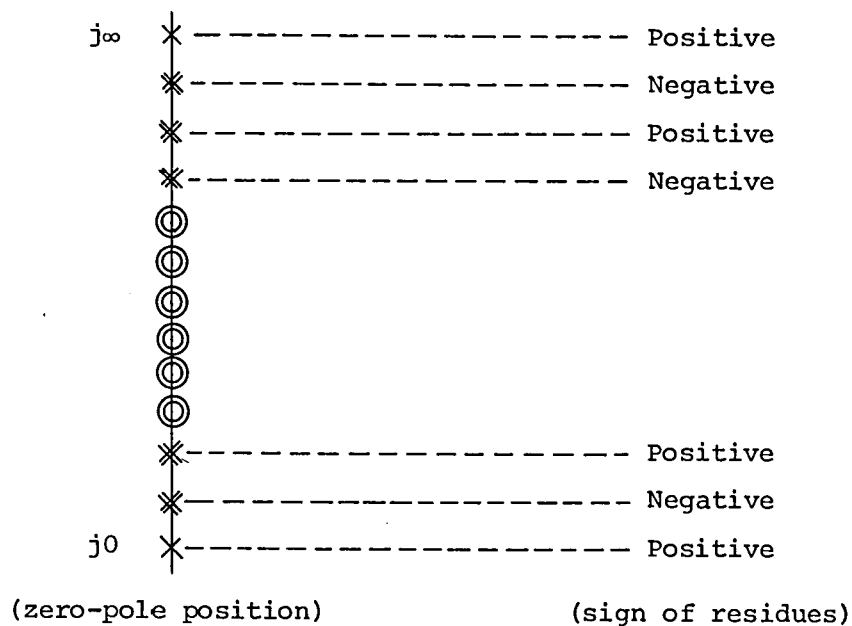 j∞ Positive
Negative
Positive
Negative
Positive
Negative
j0 Positive
(zero-pole position) (sign of residues)